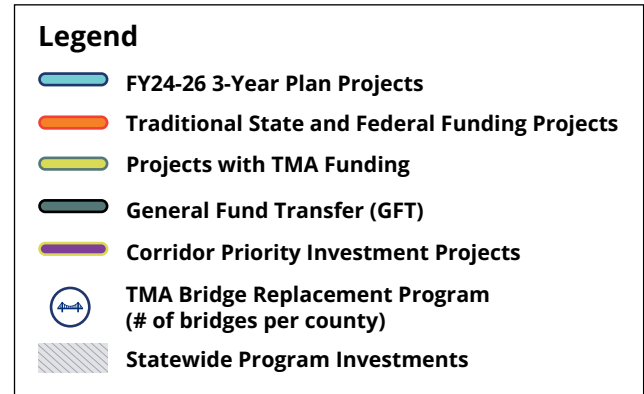 Legend
FY24-26 3-Year Plan Projects
Traditional State and Federal Funding Projects
Projects with TMA Funding
General Fund Transfer (GFT)
Corridor Priority Investment Projects
TMA Bridge Replacement Program
(# of bridges per county)
Statewide Program Investments